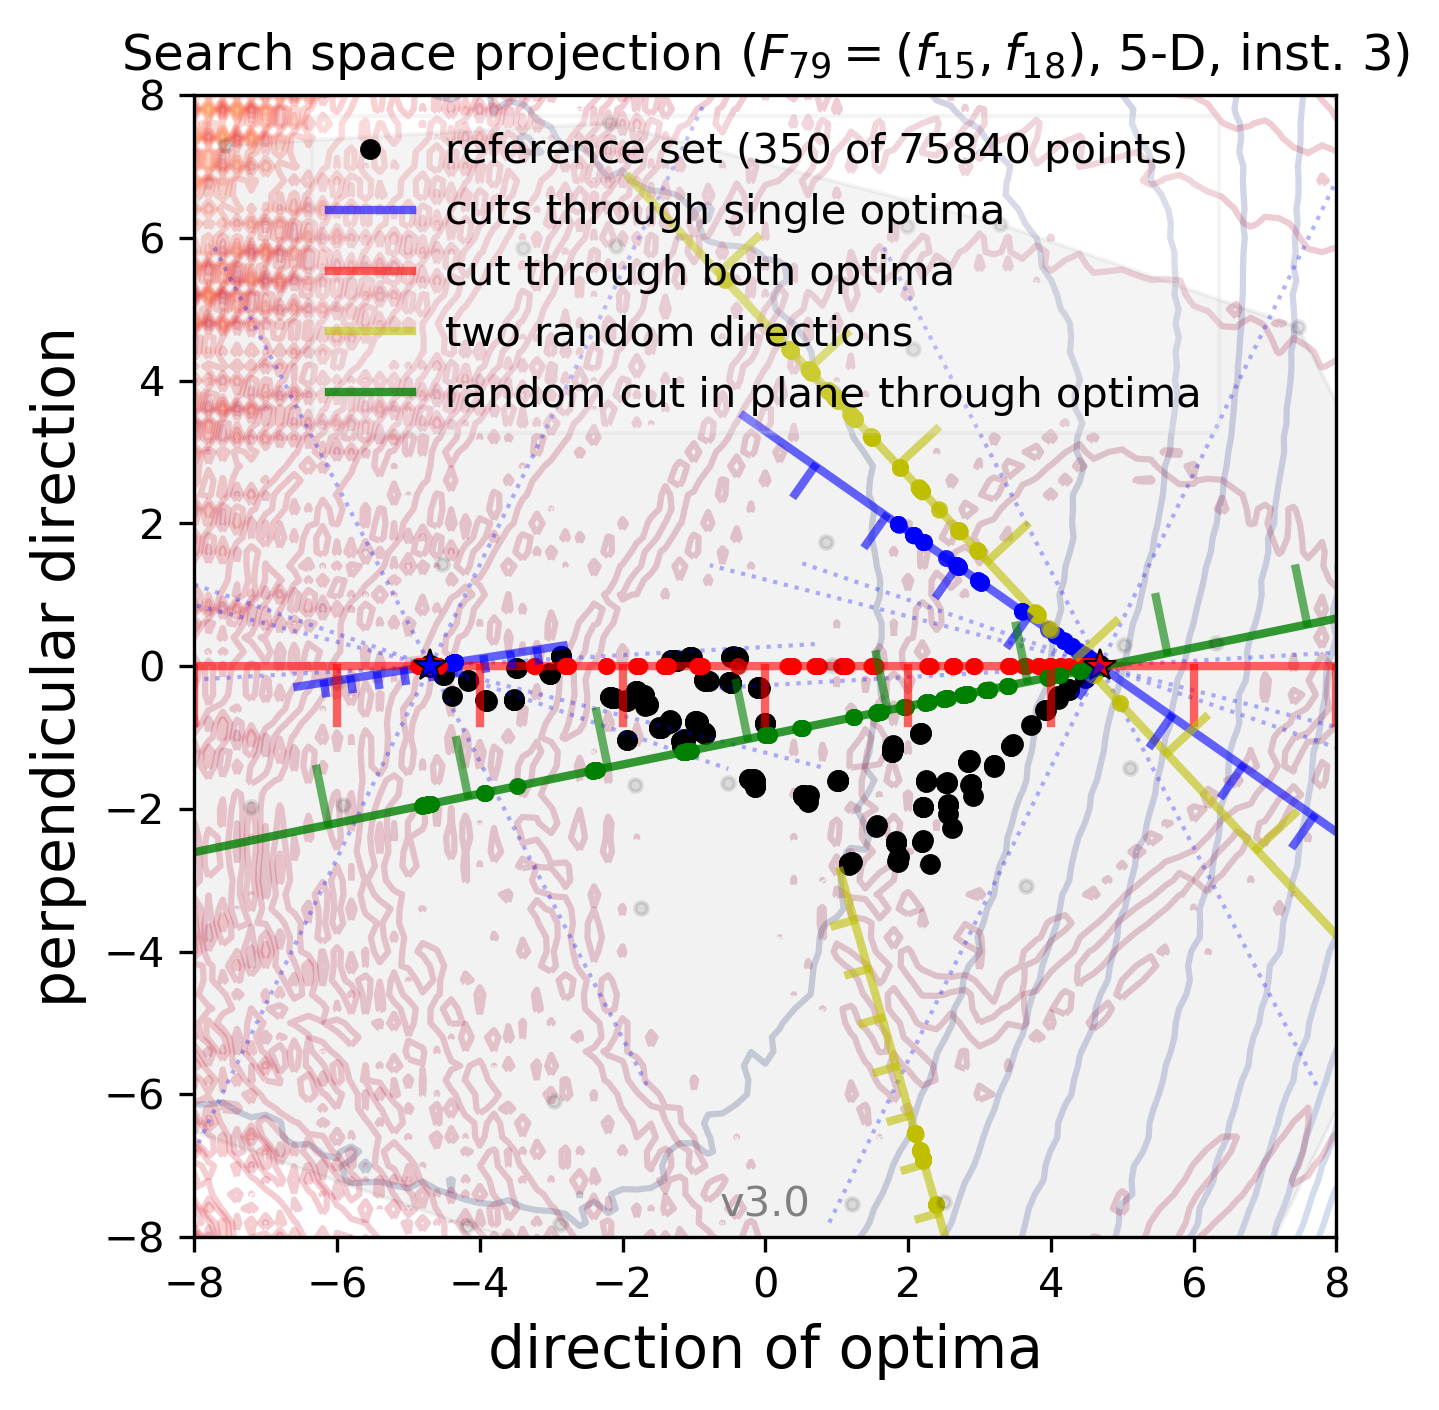 Search space projection (F79 = (f15, f18), 5-D, inst. 3)
reference set (350 of 75840 points)
cuts through single optima
cut through both optima
two random directions
random cut in plane through optima
perpendicular direction
8
6
4
2
0
−2
−4
−6
−8
v3.0
−8 −6 −4 −2 0 2 4 6 8
direction of optima